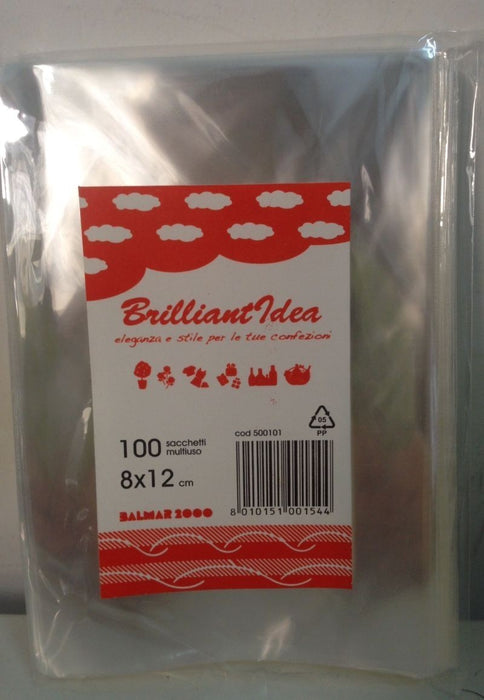 BrilliantIdea
eleganza e stile per le tue confezioni
cod 500101
05
PP
100 sacchetti multiuso
8x12 cm
BALMAR 2000
8 010151 001544